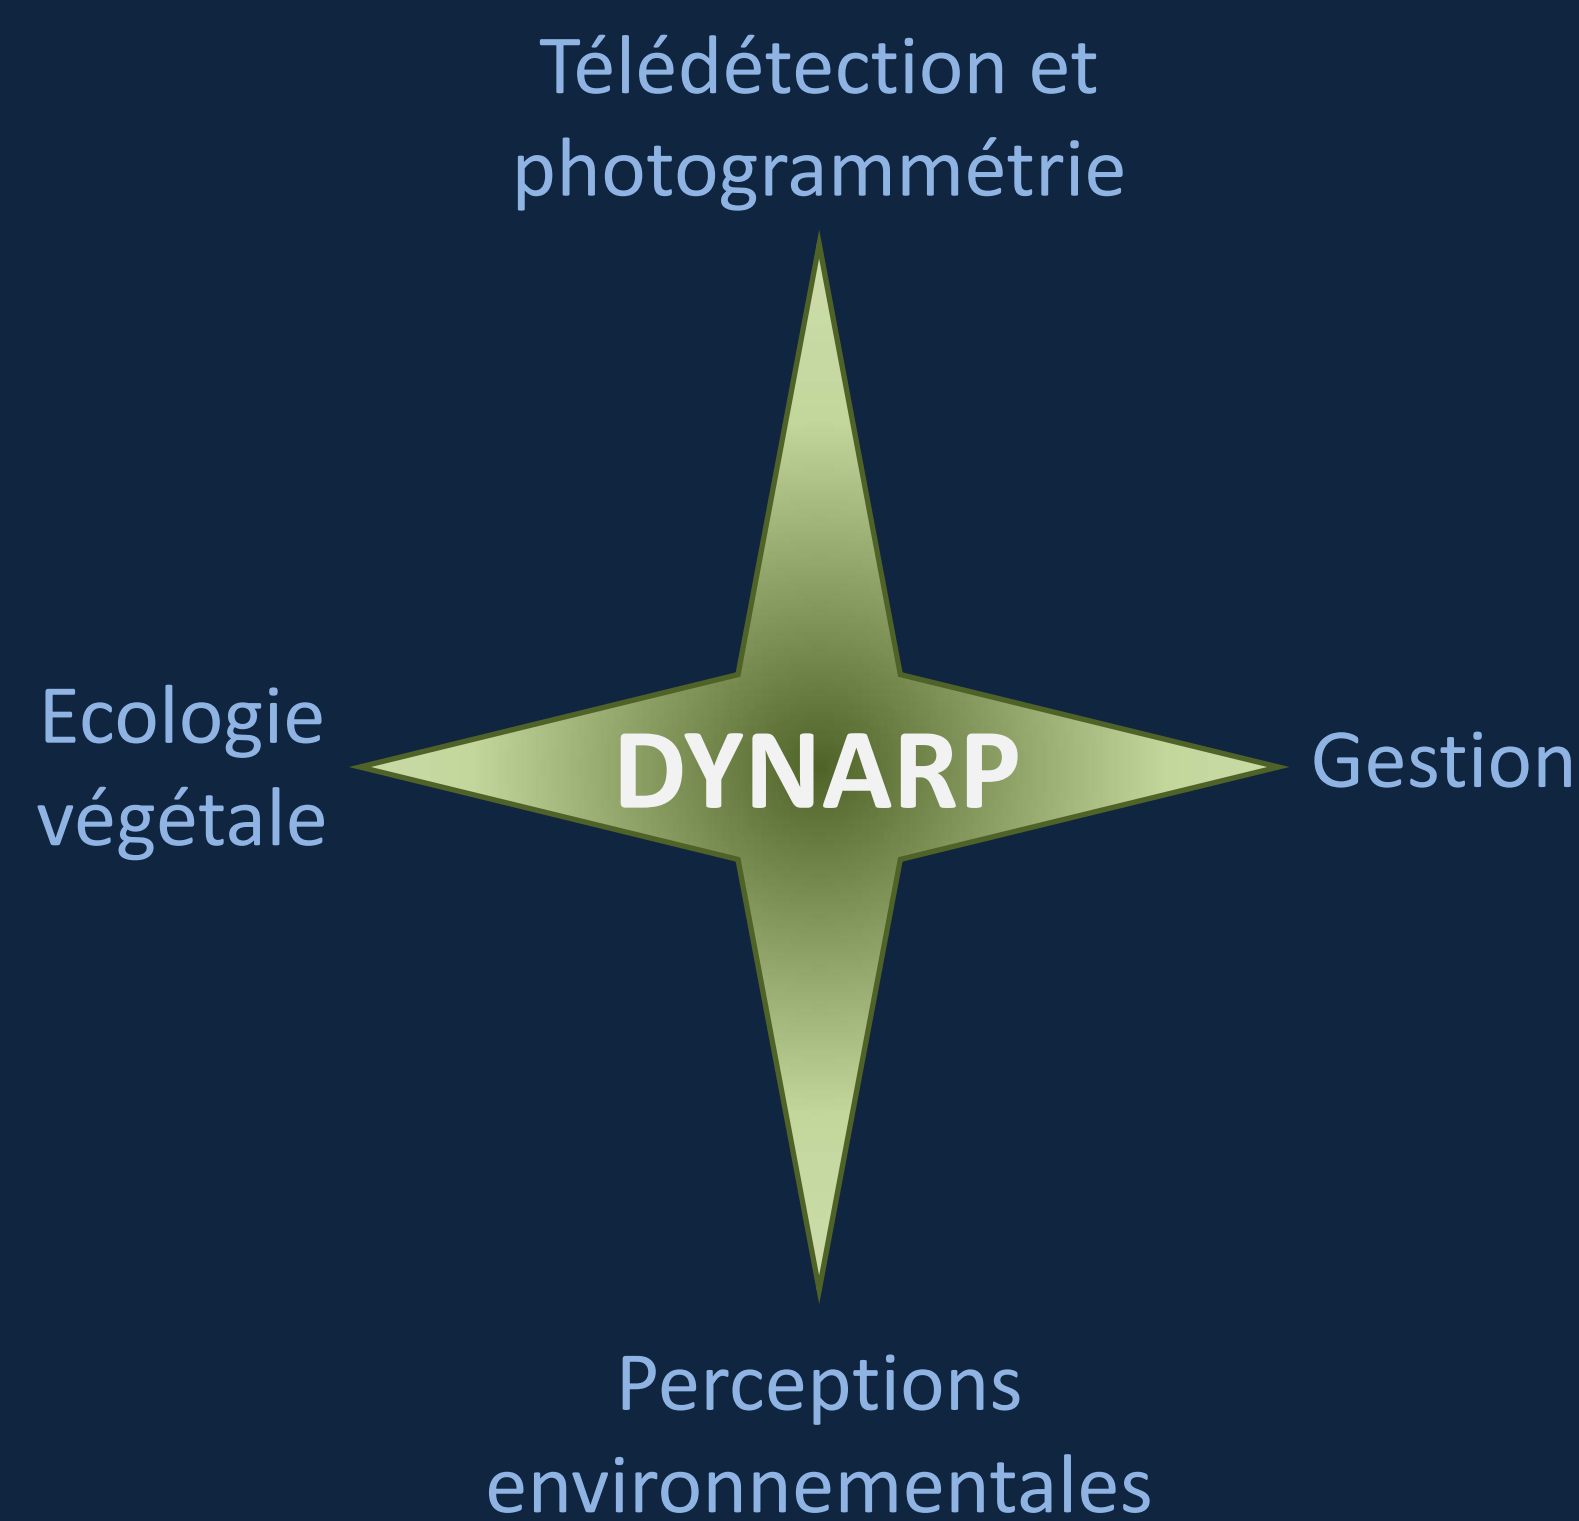 Télédétection et
photogrammétrie
Ecologie
végétale
DYNARP
Gestion
Perceptions
environnementales